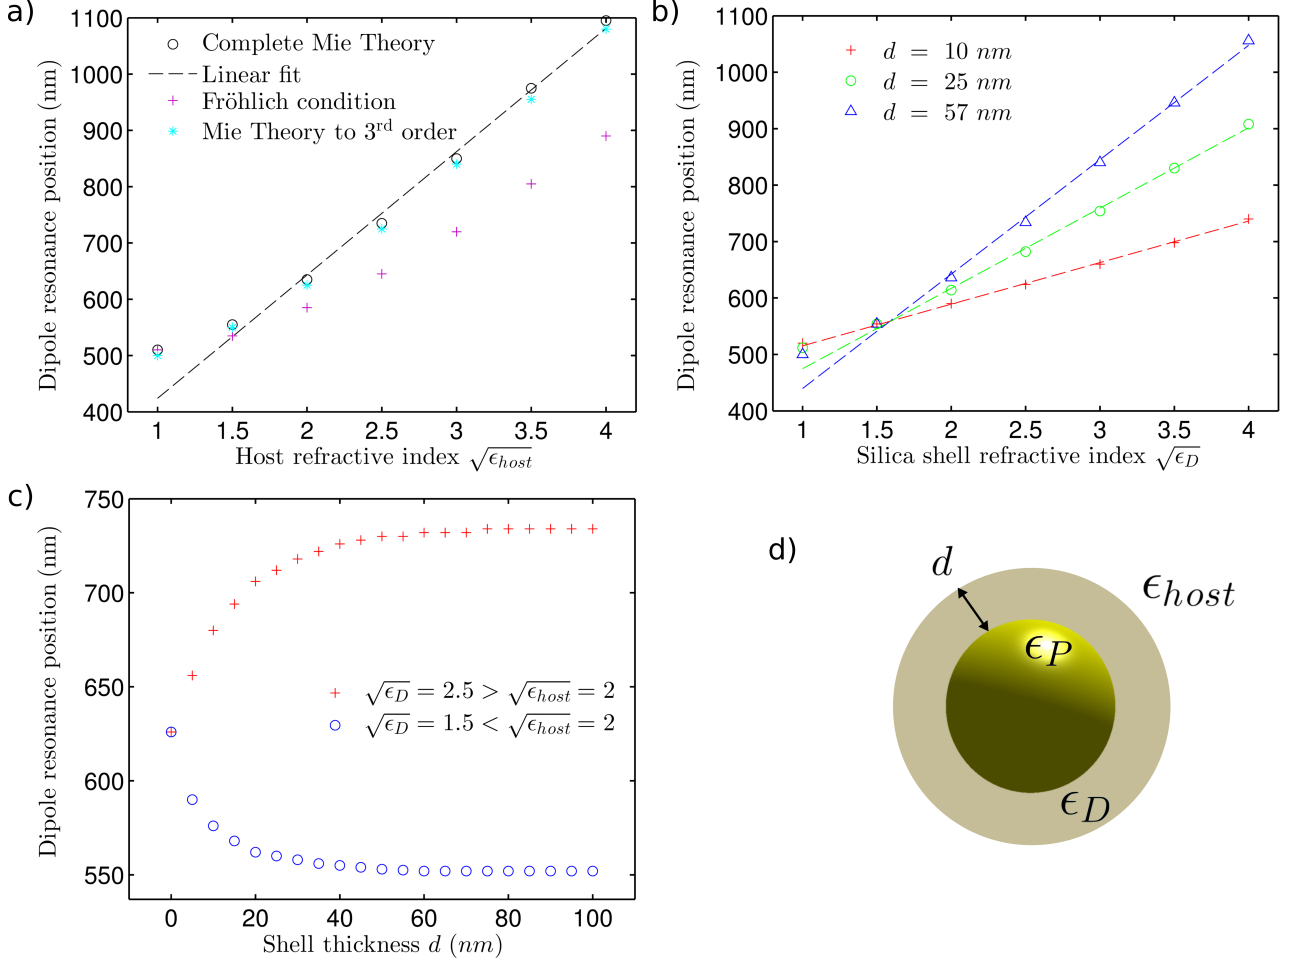 a)
1100
1000
900
800
700
600
500
400
Dipole resonance position (nm)
Complete Mie Theory
Linear fit
Fröhlich condition
Mie Theory to 3rd order
1 1.5 2 2.5 3 3.5 4
Host refractive index √ϵhost
b)
1100
1000
900
800
700
600
500
400
Dipole resonance position (nm)
d = 10 nm
d = 25 nm
d = 57 nm
1 1.5 2 2.5 3 3.5 4
Silica shell refractive index √ϵD
c)
750
700
650
600
550
Dipole resonance position (nm)
√ϵD = 2.5 > √ϵhost = 2
√ϵD = 1.5 < √ϵhost = 2
0 20 40 60 80 100
Shell thickness d (nm)
d)
d
ϵhost
ϵP
ϵD